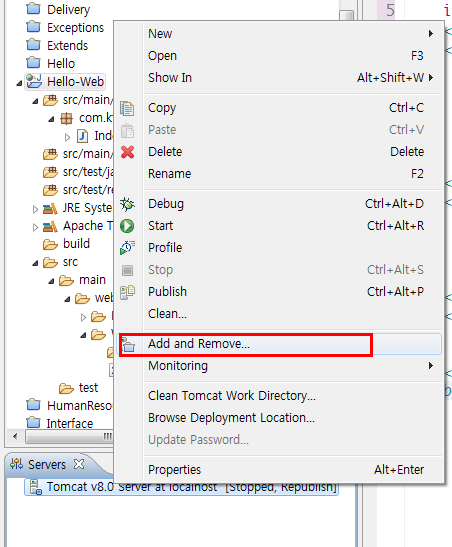 Delivery
Exceptions
Extends
Hello
Hello-Web
src/main/
com.k
Inde
src/main/
src/test/ja
src/test/re
JRE System
Apache T
build
src
main
web
test
HumanReso
Interface
5
i
New
Open F3
Show In Alt+Shift+W
Copy Ctrl+C
Paste Ctrl+V
Delete Delete
Rename F2
Debug Ctrl+Alt+D
Start Ctrl+Alt+R
Profile
Stop Ctrl+Alt+S
Publish Ctrl+Alt+P
Clean...
Add and Remove...
Monitoring
Clean Tomcat Work Directory...
Browse Deployment Location...
Update Password...
Properties Alt+Enter
Servers
Tomcat v8.0 Server at localhost [Stopped, Republish]